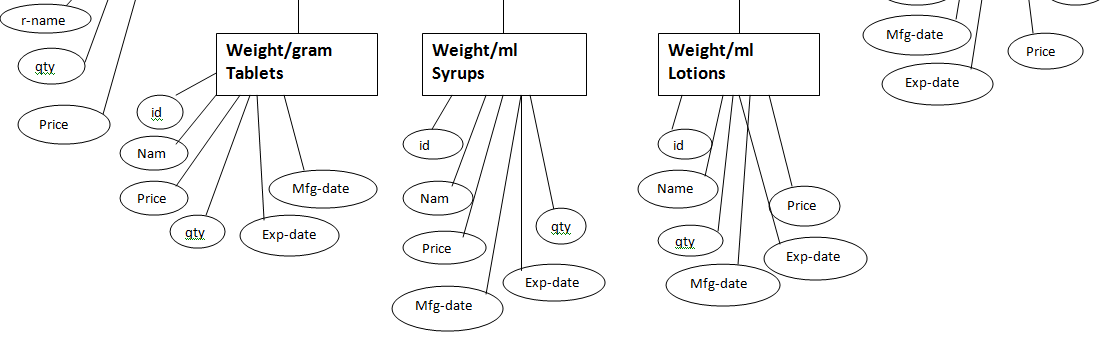 r-name
qty
Price
Weight/gram
Tablets
id
Nam
Price
qty
Exp-date
Mfg-date
Weight/ml
Syrups
id
Nam
Price
Mfg-date
Exp-date
qty
Weight/ml
Lotions
id
Name
qty
Mfg-date
Exp-date
Price
Mfg-date
Exp-date
Price